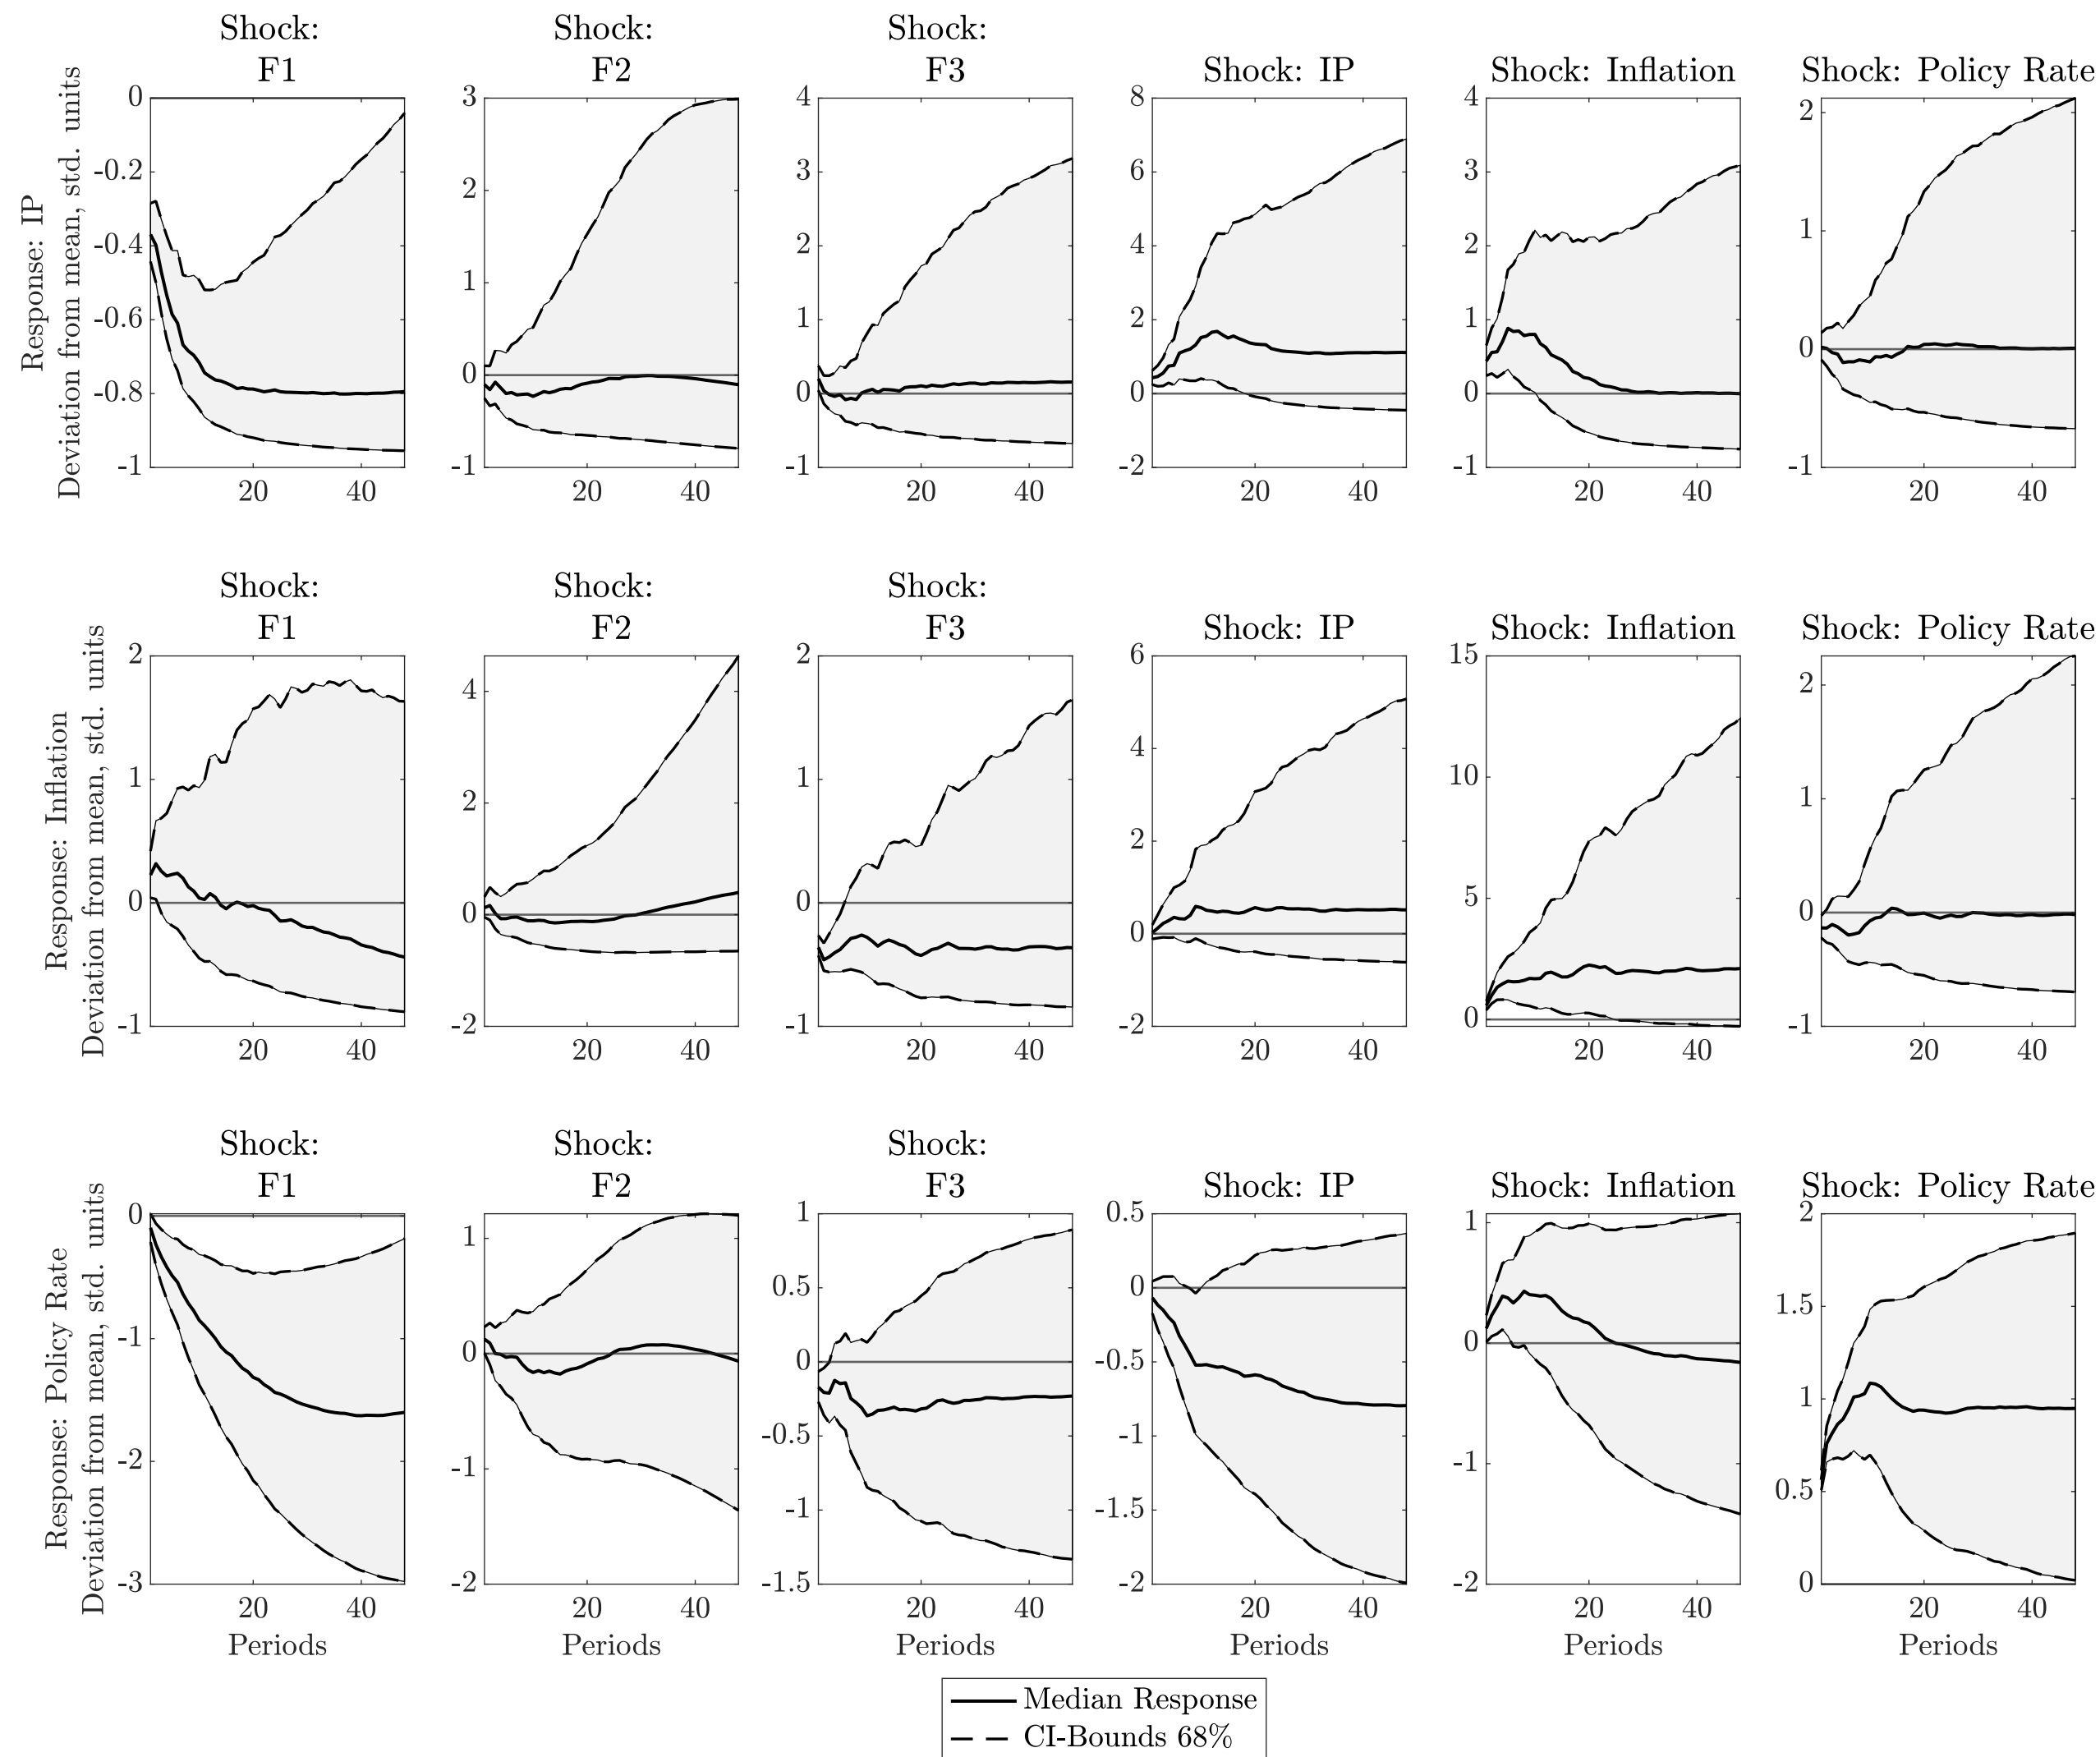 Shock:
F1
Shock:
F2
Shock:
F3
Shock: IP
Shock: Inflation
Shock: Policy Rate
Response: IP
Deviation from mean, std. units
0
-0.2
-0.4
-0.6
-0.8
-1
20 40
3
2
1
0
-1
20 40
4
3
2
1
0
-1
20 40
8
6
4
2
0
-2
20 40
4
3
2
1
0
-1
20 40
2
1
0
-1
20 40
Shock:
F1
Shock:
F2
Shock:
F3
Shock: IP
Shock: Inflation
Shock: Policy Rate
Response: Inflation
Deviation from mean, std. units
2
1
0
-1
20 40
4
2
0
-2
20 40
2
1
0
-1
20 40
6
4
2
0
-2
20 40
15
10
5
0
20 40
2
1
0
-1
20 40
Shock:
F1
Shock:
F2
Shock:
F3
Shock: IP
Shock: Inflation
Shock: Policy Rate
Response: Policy Rate
Deviation from mean, std. units
0
-1
-2
-3
20 40
Periods
1
0
-1
-2
20 40
Periods
1
0.5
0
-0.5
-1
-1.5
20 40
Periods
0.5
0
-0.5
-1
-1.5
-2
20 40
Periods
1
0
-1
-2
20 40
Periods
2
1.5
1
0.5
0
20 40
Periods
Median Response
CI-Bounds 68%